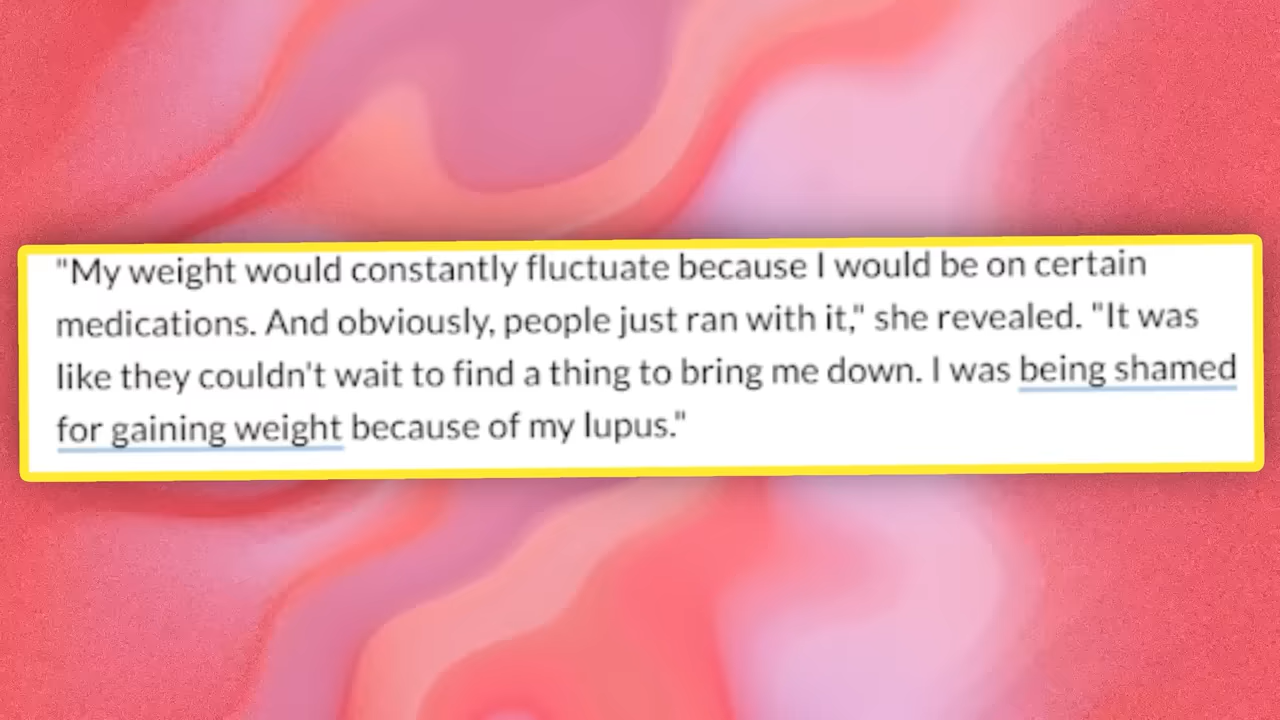 "My weight would constantly fluctuate because I would be on certain
medications. And obviously, people just ran with it," she revealed. "It was
like they couldn't wait to find a thing to bring me down. I was being shamed
for gaining weight because of my lupus."